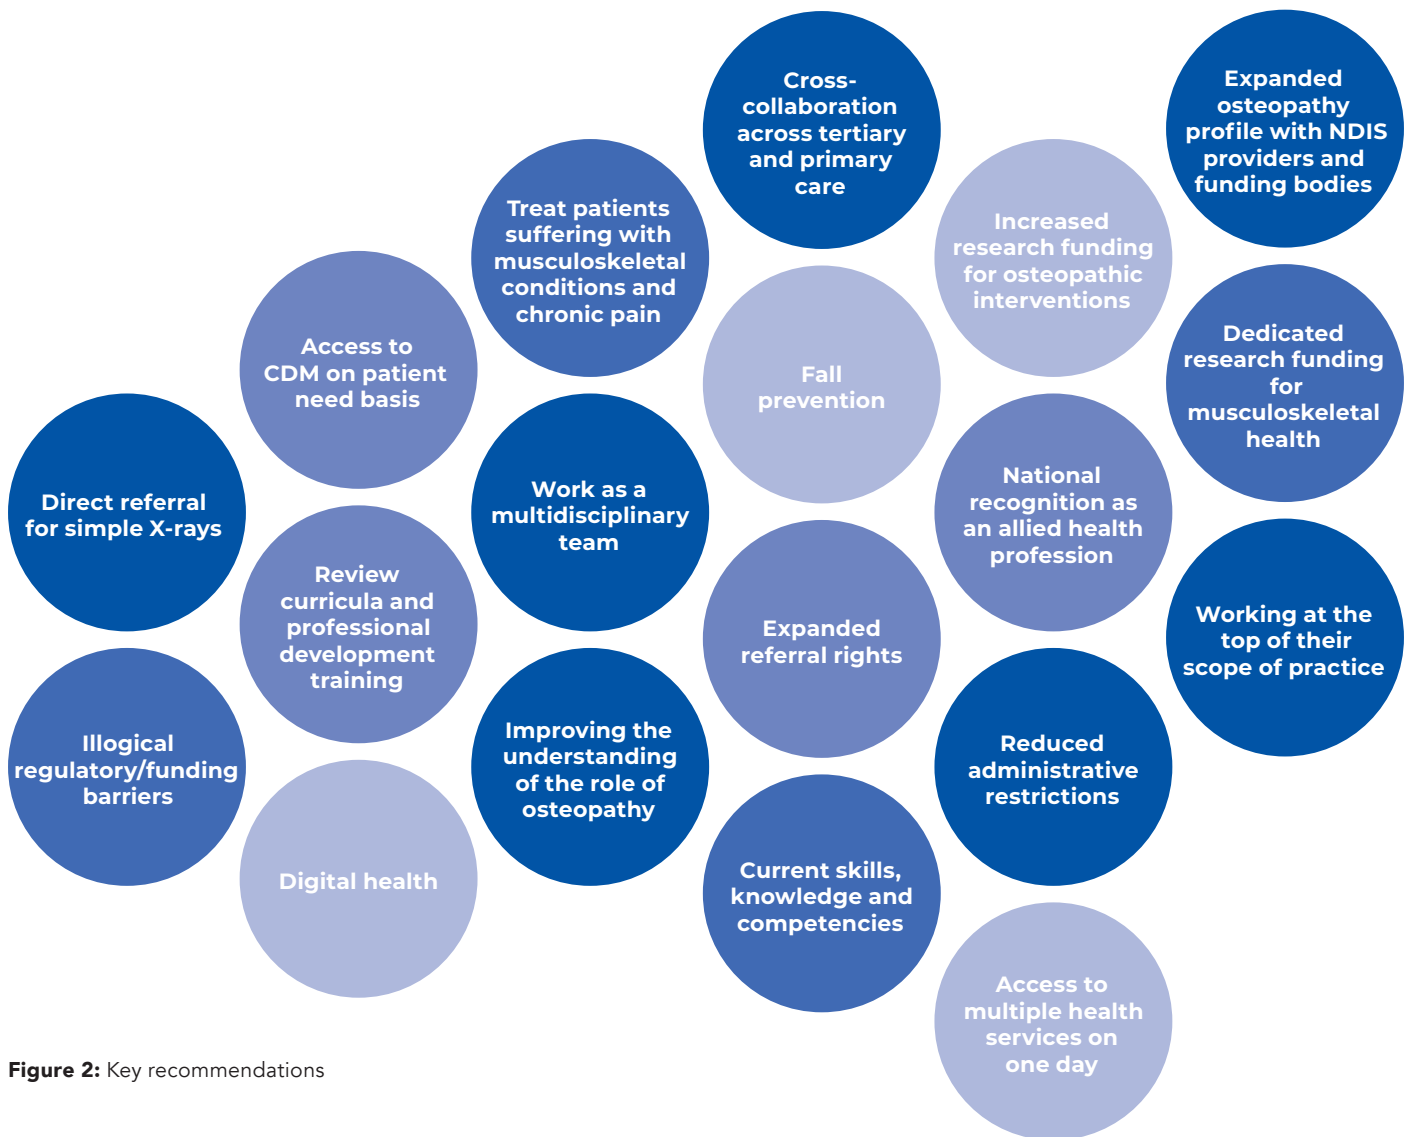 Direct referral
for simple X-rays
Illogical
regulatory/funding
barriers
Access to
CDM on patient
need basis
Review
curricula and
professional
development
training
Digital health
Treat patients
suffering with
musculoskeletal
conditions and
chronic pain
Work as a
multidisciplinary
team
Improving the
understanding
of the role of
osteopathy
Cross-
collaboration
across tertiary
and primary
care
Fall
prevention
Expanded
referral rights
Current skills,
knowledge and
competencies
Increased
research funding
for osteopathic
interventions
National
recognition as
an allied health
profession
Reduced
administrative
restrictions
Access to
multiple health
services on
one day
Expanded
osteopathy
profile with NDIS
providers and
funding bodies
Dedicated
research funding
for
musculoskeletal
health
Working at the
top of their
scope of practice
Figure 2: Key recommendations